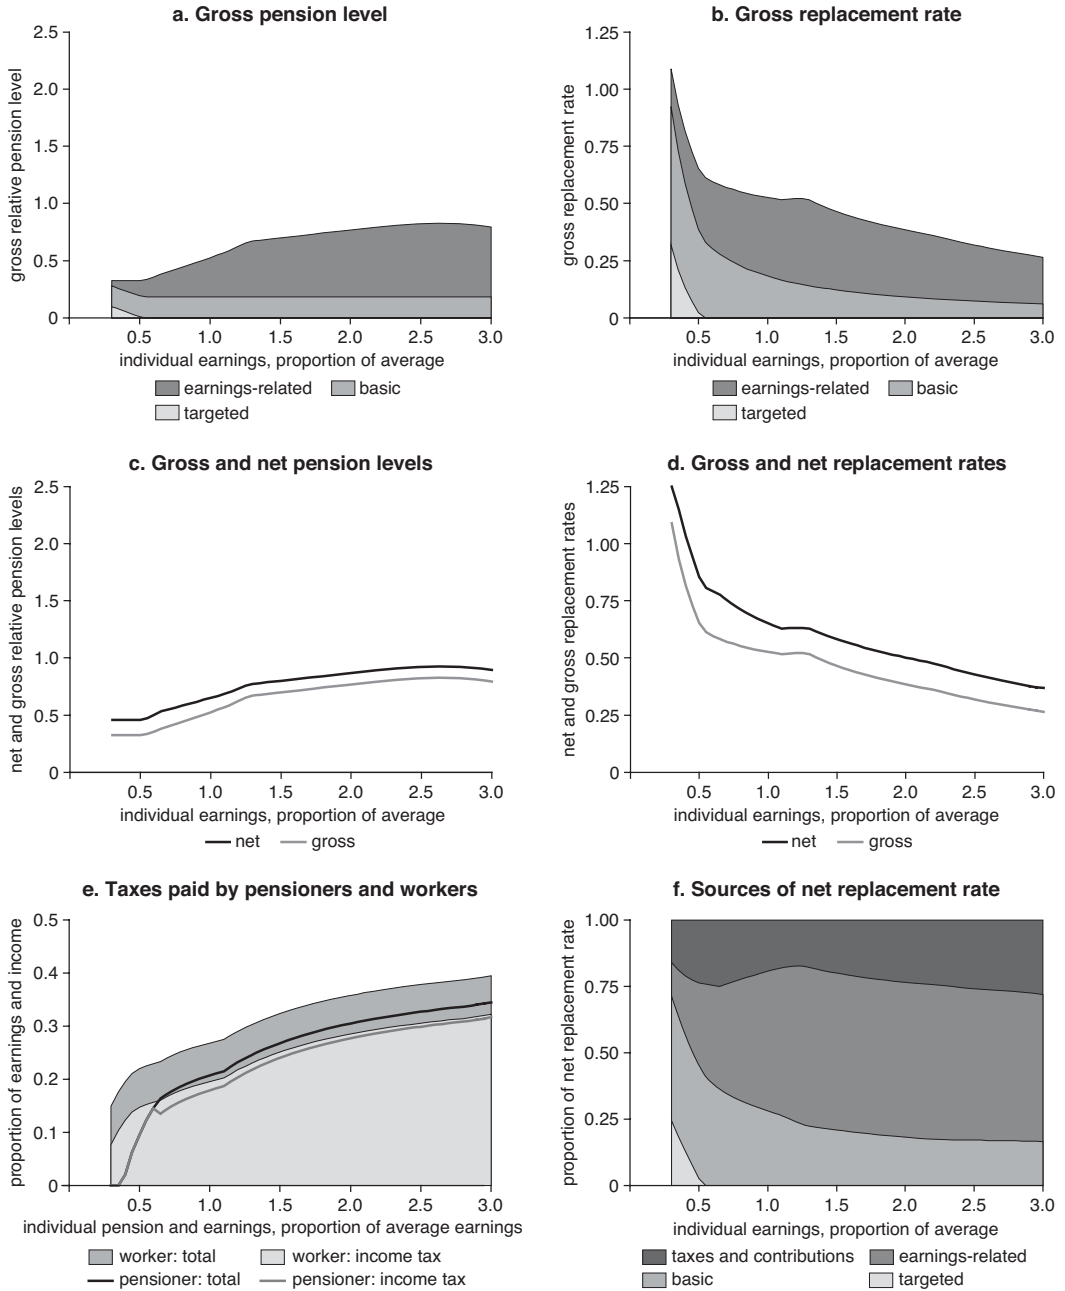 a. Gross pension level
gross relative pension level
2.5
2.0
1.5
1.0
0.5
0
0.5 1.0 1.5 2.0 2.5 3.0
individual earnings, proportion of average
earnings-related basic
targeted
b. Gross replacement rate
gross replacement rate
1.25
1.00
0.75
0.50
0.25
0
0.5 1.0 1.5 2.0 2.5 3.0
individual earnings, proportion of average
earnings-related basic
targeted
c. Gross and net pension levels
net and gross relative pension levels
2.5
2.0
1.5
1.0
0.5
0
0.5 1.0 1.5 2.0 2.5 3.0
individual earnings, proportion of average
net gross
d. Gross and net replacement rates
net and gross replacement rates
1.25
1.00
0.75
0.50
0.25
0
0.5 1.0 1.5 2.0 2.5 3.0
individual earnings, proportion of average
net gross
e. Taxes paid by pensioners and workers
proportion of earnings and income
0.5
0.4
0.3
0.2
0.1
0
0.5 1.0 1.5 2.0 2.5 3.0
individual pension and earnings, proportion of average earnings
worker: total worker: income tax
pensioner: total pensioner: income tax
f. Sources of net replacement rate
proportion of net replacement rate
1.00
0.75
0.50
0.25
0
0.5 1.0 1.5 2.0 2.5 3.0
individual earnings, proportion of average
taxes and contributions earnings-related
basic targeted